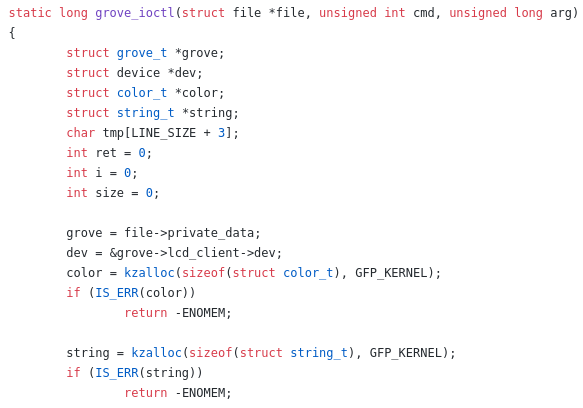 static long grove_ioctl(struct file *file, unsigned int cmd, unsigned long arg)
{
        struct grove_t *grove;
        struct device *dev;
        struct color_t *color;
        struct string_t *string;
        char tmp[LINE_SIZE + 3];
        int ret = 0;
        int i = 0;
        int size = 0;

        grove = file->private_data;
        dev = &grove->lcd_client->dev;
        color = kzalloc(sizeof(struct color_t), GFP_KERNEL);
        if (IS_ERR(color))
                return -ENOMEM;

        string = kzalloc(sizeof(struct string_t), GFP_KERNEL);
        if (IS_ERR(string))
                return -ENOMEM;